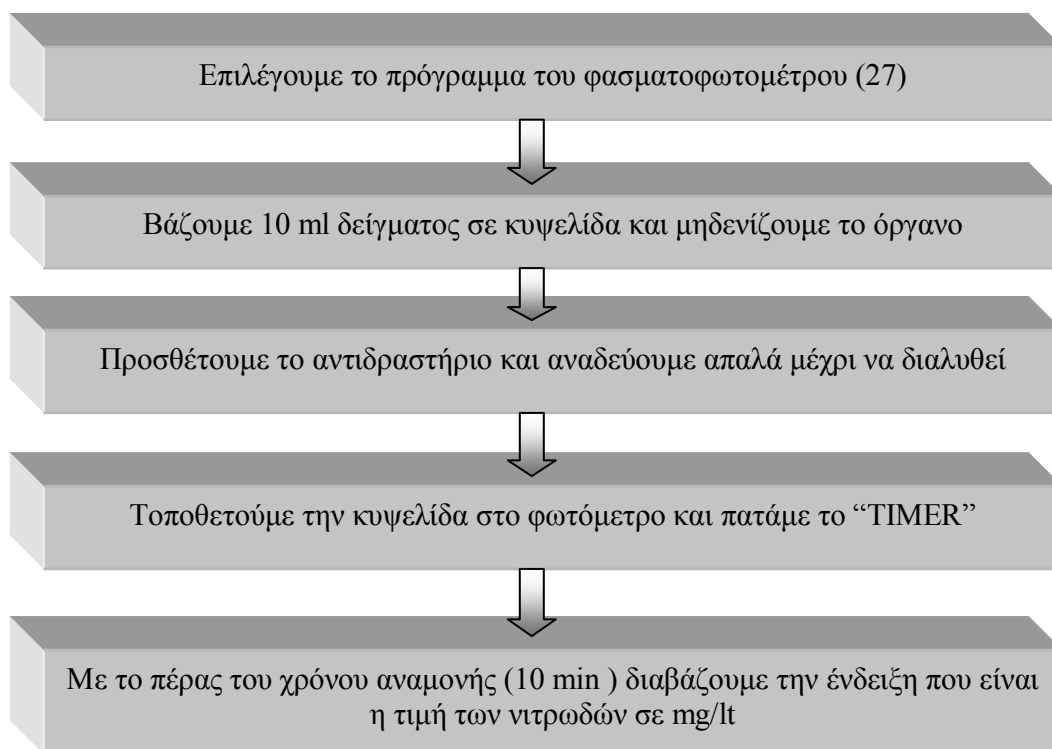 Επιλέγουμε το πρόγραμμα του φασματοφωτομέτρου (27)
Βάζουμε 10 ml δείγματος σε κυψελίδα και μηδενίζουμε το όργανο
Προσθέτουμε το αντιδραστήριο και αναδεύουμε απαλά μέχρι να διαλυθεί
Τοποθετούμε την κυψελίδα στο φωτόμετρο και πατάμε το “TIMER”
Με το πέρας του χρόνου αναμονής (10 min ) διαβάζουμε την ένδειξη που είναι
η τιμή των νιτρωδών σε mg/lt